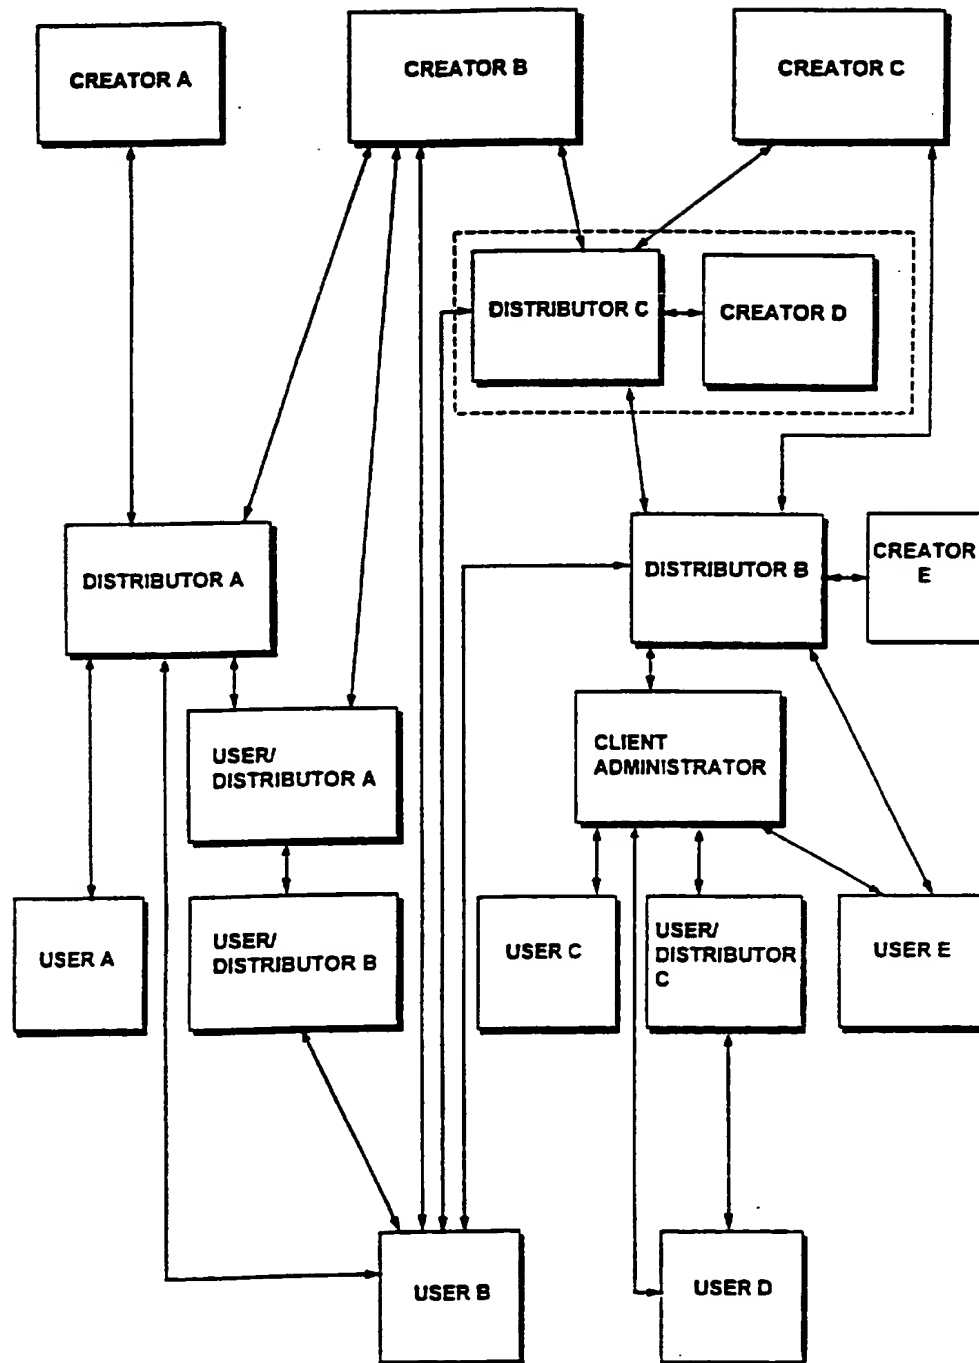 CREATOR A
CREATOR B
CREATOR C
DISTRIBUTOR C
CREATOR D
DISTRIBUTOR A
DISTRIBUTOR B
CREATOR
E
USER/
DISTRIBUTOR A
CLIENT
ADMINISTRATOR
USER A
USER/
DISTRIBUTOR B
USER C
USER/
DISTRIBUTOR
C
USER E
USER B
USER D